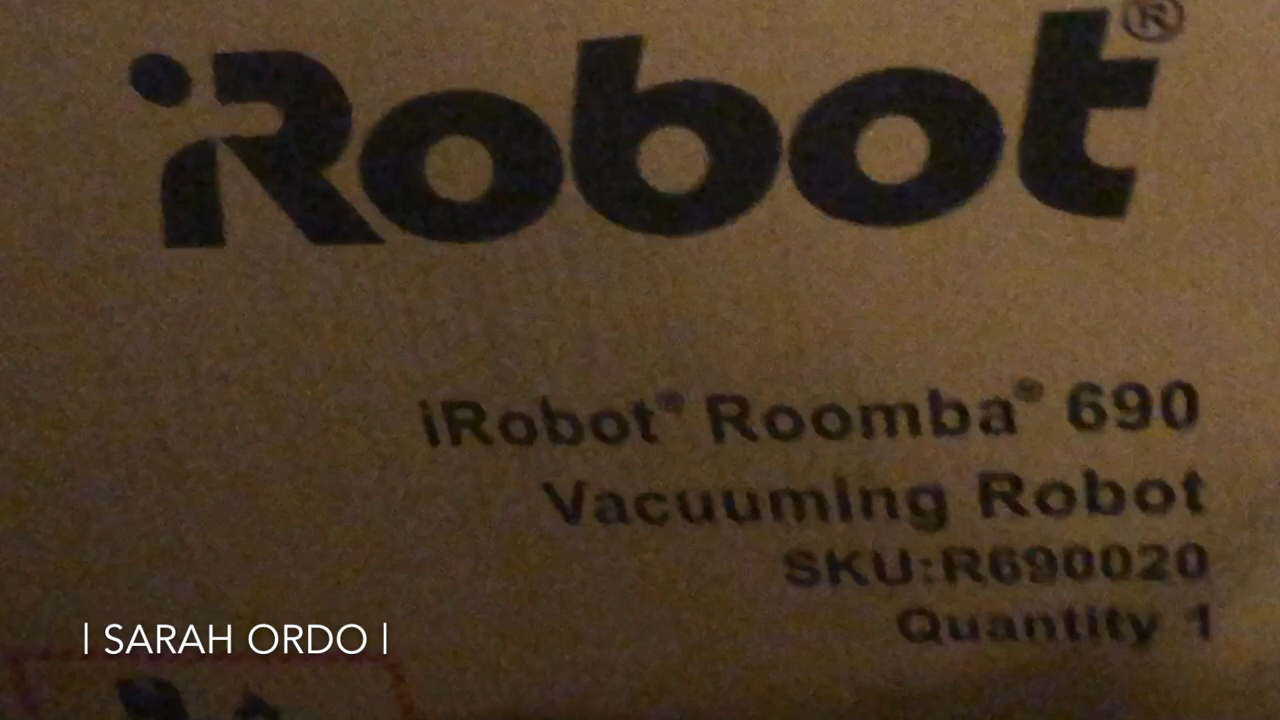 iRobot®
iRobot® Roomba® 690
Vacuuming Robot
SKU:R690020
Quantity 1
| SARAH ORDO |